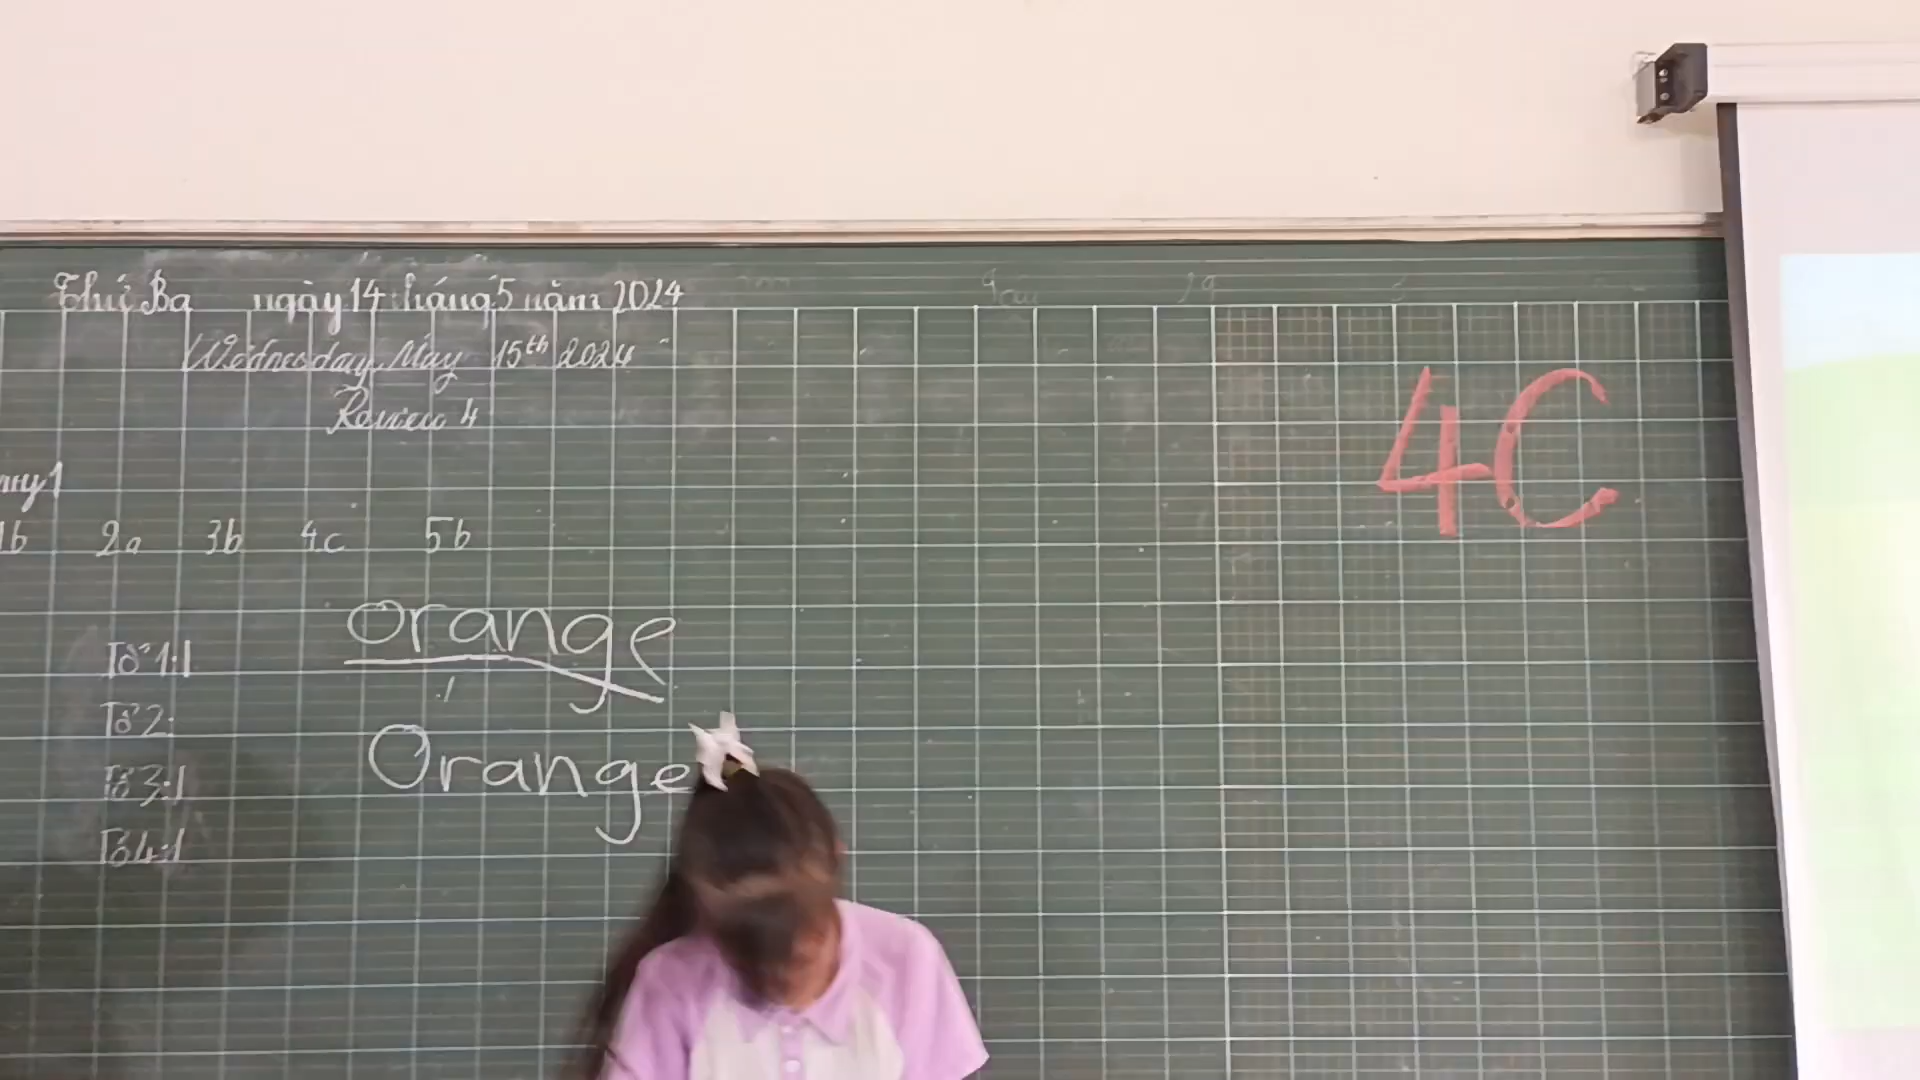 Thứ Ba ngày 14 tháng 5 năm 2024
Wednesday, May 15th 2024
Review 4
4C
1b 2a 3b 4c 5b
orange
Tổ 1:1
Tổ 2:
Orange
Tổ 3:1
Tổ 4:1